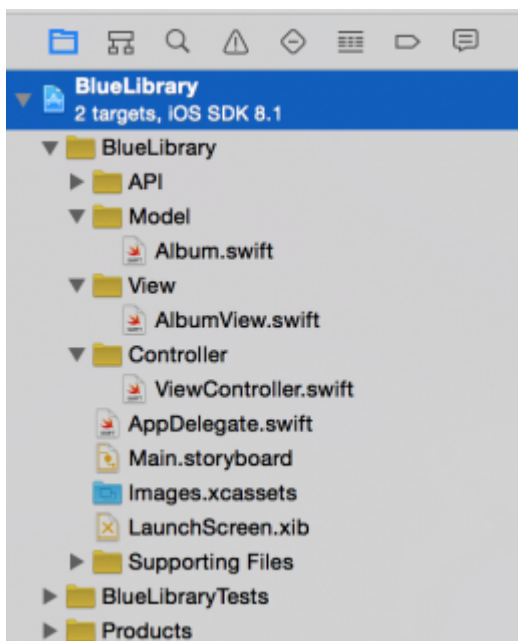 BlueLibrary
2 targets, iOS SDK 8.1
BlueLibrary
API
Model
Album.swift
View
AlbumView.swift
Controller
ViewController.swift
AppDelegate.swift
Main.storyboard
Images.xcassets
LaunchScreen.xib
Supporting Files
BlueLibraryTests
Products